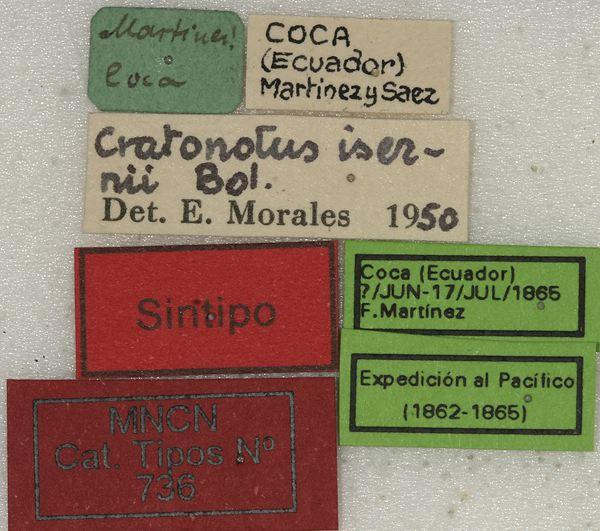 Martinez!
Coca
COCA
(Ecuador)
Martinez y Saez
Cratonotus iser-
nii Bol.
Det. E. Morales 1950
Sintipo
Coca (Ecuador)
?/JUN-17/JUL/1865
F.Martínez
Expedición al Pacífico
(1862-1865)
MNCN
Cat. Tipos Nº
736